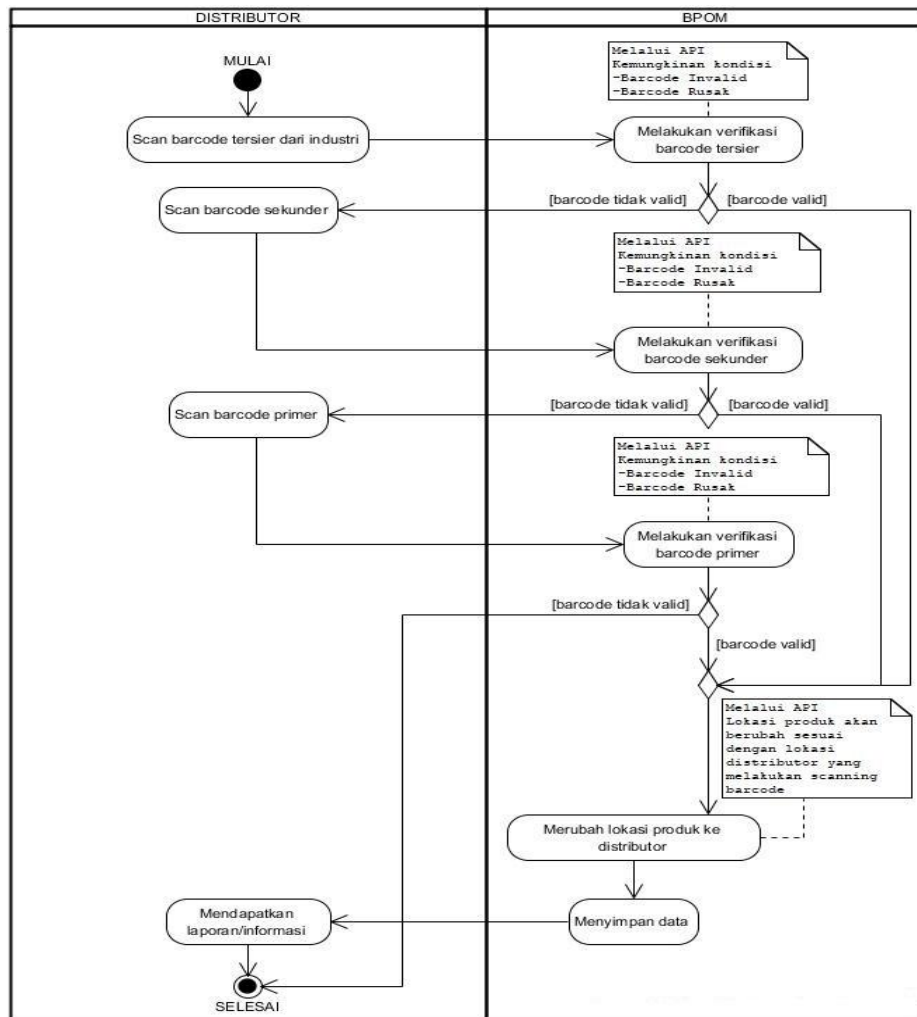 DISTRIBUTOR
BPOM
MULAI
Melalui API
Kemungkinan kondisi
-Barcode Invalid
-Barcode Rusak
Scan barcode tersier dari industri
Melakukan verifikasi
barcode tersier
[barcode tidak valid]
[barcode valid]
Scan barcode sekunder
Melalui API
Kemungkinan kondisi
-Barcode Invalid
-Barcode Rusak
Melakukan verifikasi
barcode sekunder
[barcode tidak valid]
[barcode valid]
Scan barcode primer
Melalui API
Kemungkinan kondisi
-Barcode Invalid
-Barcode Rusak
Melakukan verifikasi
barcode primer
[barcode tidak valid]
[barcode valid]
Melalui API
Lokasi produk akan
berubah sesuai
dengan lokasi
distributor yang
melakukan scanning
barcode
Merubah lokasi produk ke
distributor
Mendapatkan
laporan/informasi
Menyimpan data
SELESAI